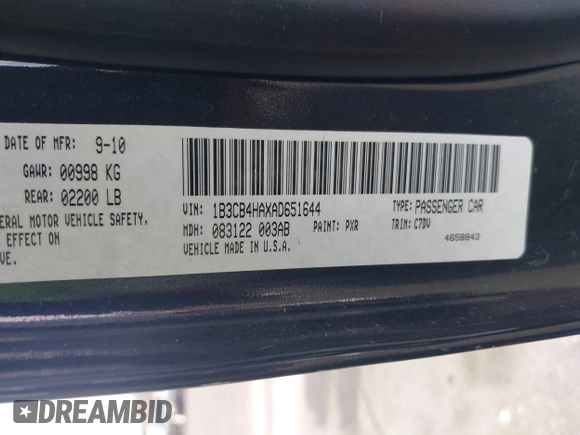 DATE OF MFR: 9-10
GAWR: 00998 KG
REAR: 02200 LB
ERAL MOTOR VEHICLE SAFETY,
EFFECT ON
VE.
VIN: 1B3CB4HAXAD651644
TYPE: PASSENGER CAR
MDH: 083122 003AB
PAINT: PXR
TRIM: C7DV
VEHICLE MADE IN U.S.A.
4658843
DREAMBID